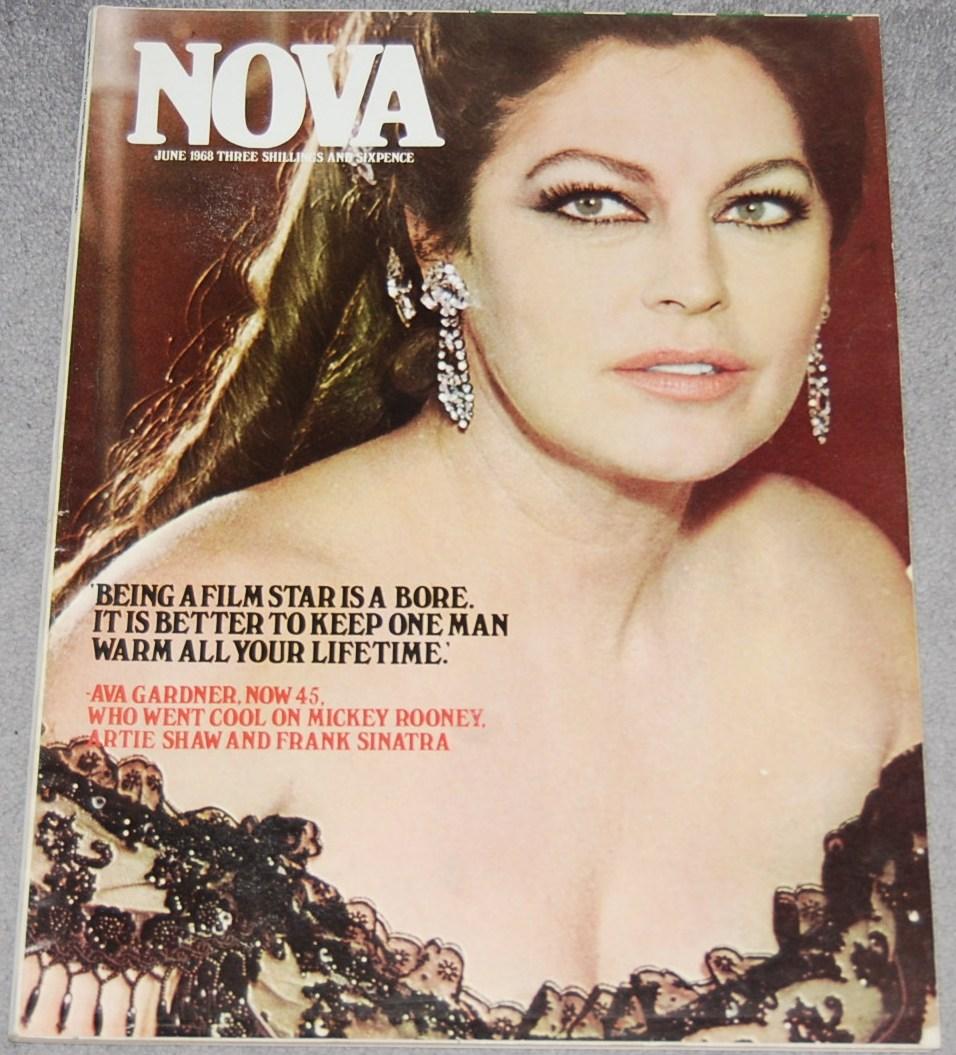 NOVA
JUNE 1968 THREE SHILLINGS AND SIXPENCE
'BEING A FILM STAR IS A BORE.
IT IS BETTER TO KEEP ONE MAN
WARM ALL YOUR LIFETIME.'
-AVA GARDNER, NOW 45,
WHO WENT COOL ON MICKEY ROONEY,
ARTIE SHAW AND FRANK SINATRA